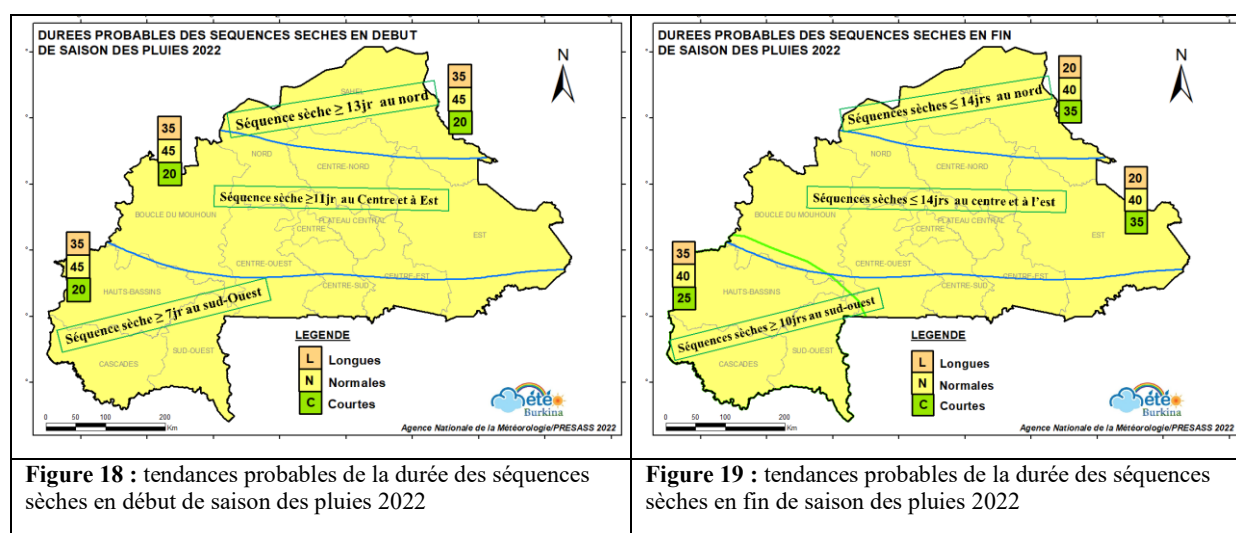 DUREES PROBABLES DES SEQUENCES SECHES EN DEBUT
DE SAISON DES PLUIES 2022
N
SAHEL
35
45
20
Séquence sèche ≥ 13jr au nord
35
45
20
NORD
CENTRE-NORD
Séquence sèche ≥11jr au Centre et à Est
BOUCLE DU MOUHOUN
PLATEAU CENTRAL
CENTRE
EST
35
45
20
CENTRE-OUEST
CENTRE-EST
HAUTS-BASSINS
CENTRE-SUD
Séquence sèche ≥ 7jr au sud-Ouest
CASCADES
SUD-OUEST
LEGENDE
L Longues
N Normales
C Courtes
été
Burkina
0 50 100 200
Km
Agence Nationale de la Météorologie/PRESASS 2022
Figure 18 : tendances probables de la durée des séquences
sèches en début de saison des pluies 2022
DUREES PROBABLES DES SEQUENCES SECHES EN FIN
DE SAISON DES PLUIES 2022
N
SAHEL
20
40
35
Séquences sèches ≤ 14jrs au nord
NORD
CENTRE-NORD
20
40
35
Séquences sèches ≤ 14jrs au centre et à l'est
BOUCLE DU MOUHOUN
PLATEAU CENTRAL
CENTRE
EST
35
40
25
CENTRE-OUEST
CENTRE-EST
HAUTS-BASSINS
CENTRE-SUD
Séquences sèches ≥ 10jrs au sud-ouest
CASCADES
SUD-OUEST
LEGENDE
L Longues
N Normales
C Courtes
été
Burkina
0 50 100 200
Km
Agence Nationale de la Météorologie/PRESASS 2022
Figure 19 : tendances probables de la durée des séquences
sèches en fin de saison des pluies 2022